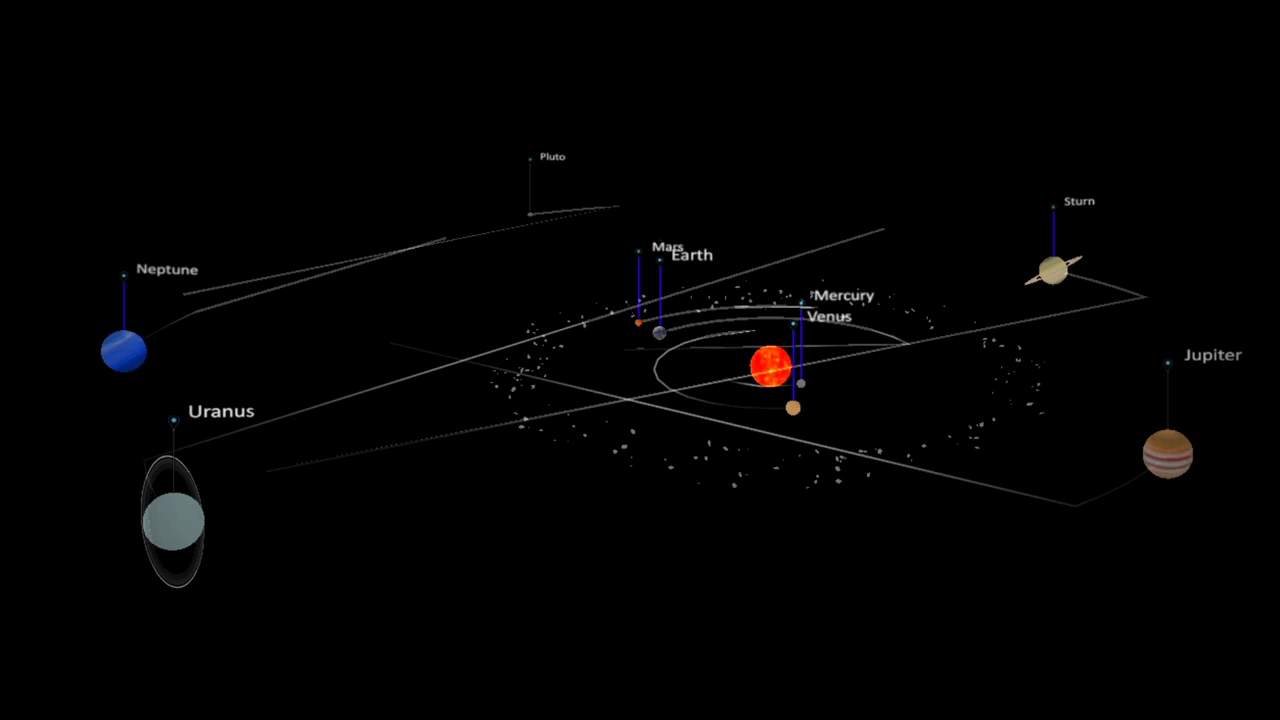 Pluto
Sturn
Mars
Earth
Neptune
Mercury
Venus
Jupiter
Uranus